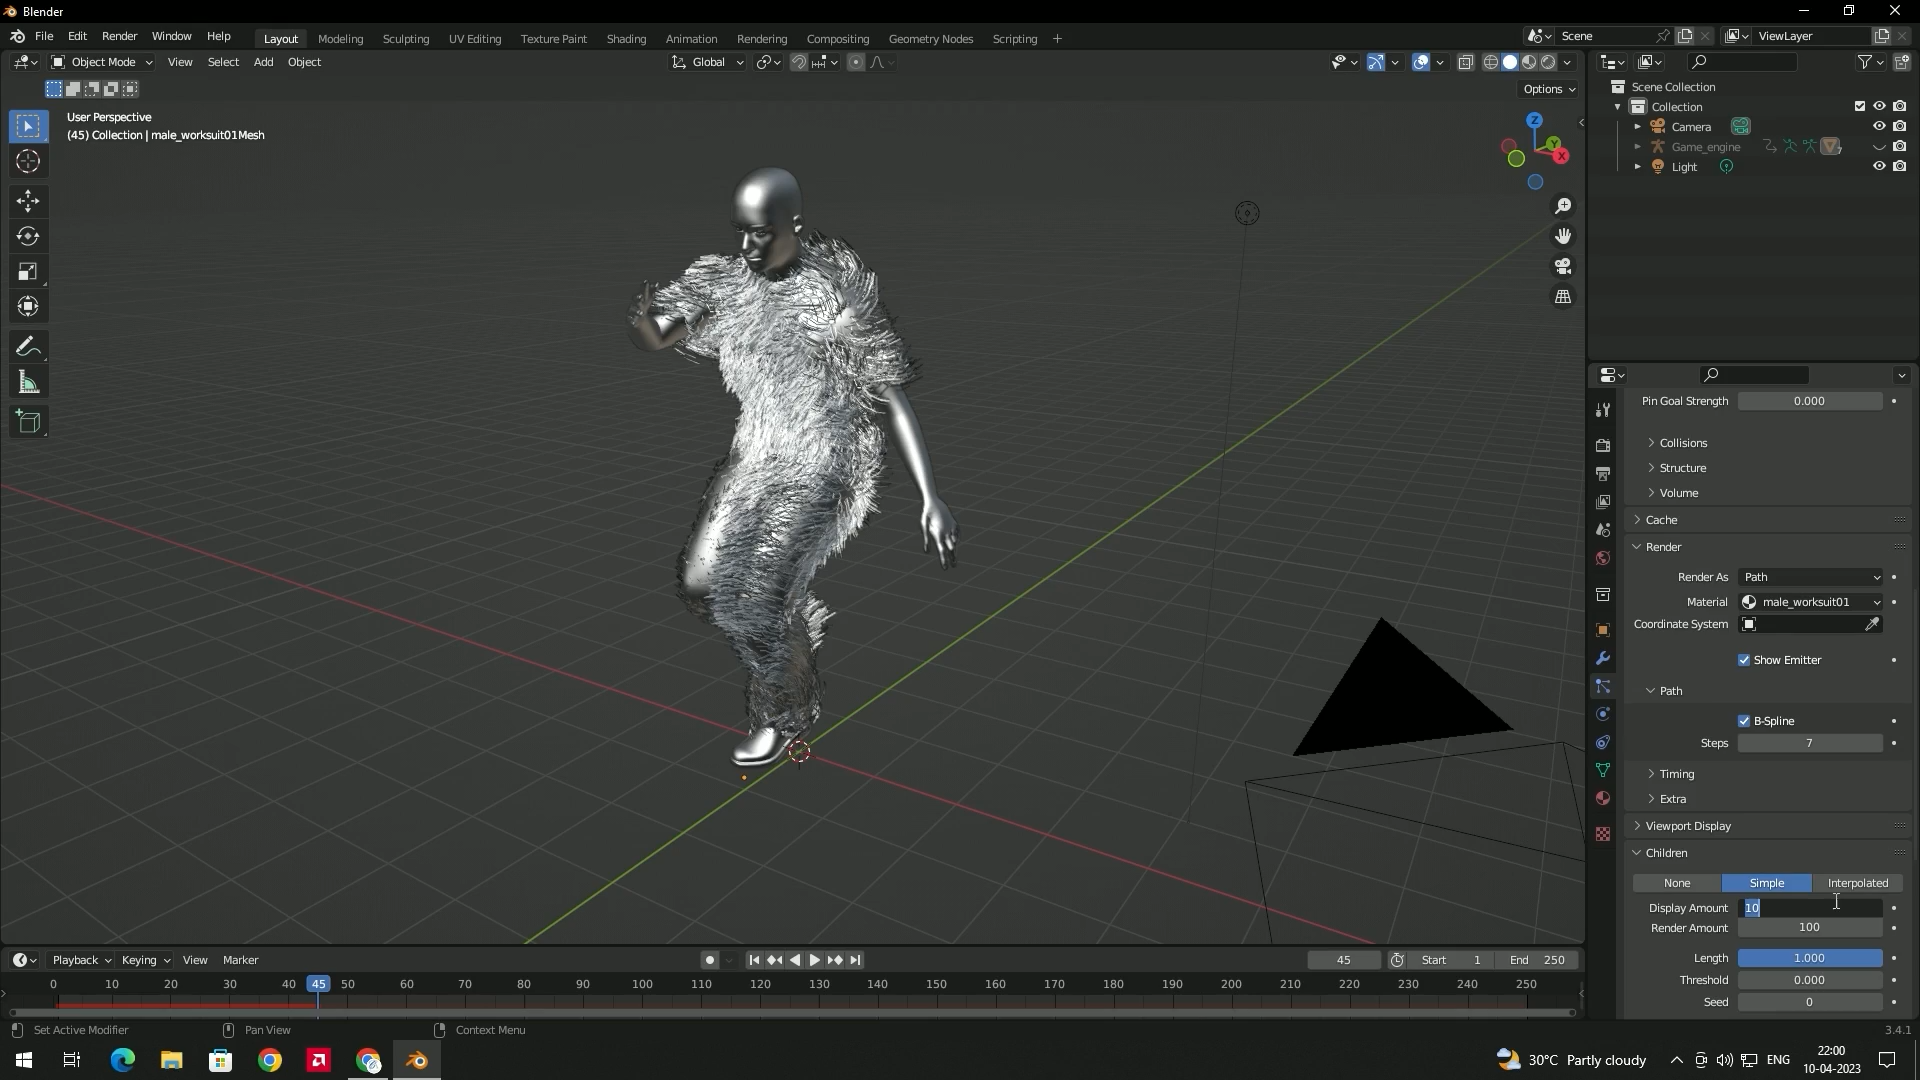 Blender
File Edit Render Window Help
Layout Modeling Sculpting UV Editing Texture Paint Shading Animation Rendering Compositing Geometry Nodes Scripting +
Scene
ViewLayer
Object Mode View Select Add Object
Global
Options
User Perspective
(45) Collection | male_worksuit01Mesh
Z
Y
X
Scene Collection
Collection
Camera
Game_engine
7
Light
Pin Goal Strength 0.000
Collisions
Structure
Volume
Cache
Render
Render As Path
Material male_worksuit01
Coordinate System
Show Emitter
Path
B-Spline
Steps 7
Timing
Extra
Viewport Display
Children
None Simple Interpolated
Display Amount 10
Render Amount 100
Length 1.000
Threshold 0.000
Seed 0
Playback Keying View Marker
45 Start 1 End 250
0 10 20 30 40 45 50 60 70 80 90 100 110 120 130 140 150 160 170 180 190 200 210 220 230 240 250
Set Active Modifier Pan View Context Menu
3.4.1
30°C Partly cloudy
ENG
22:00
10-04-2023